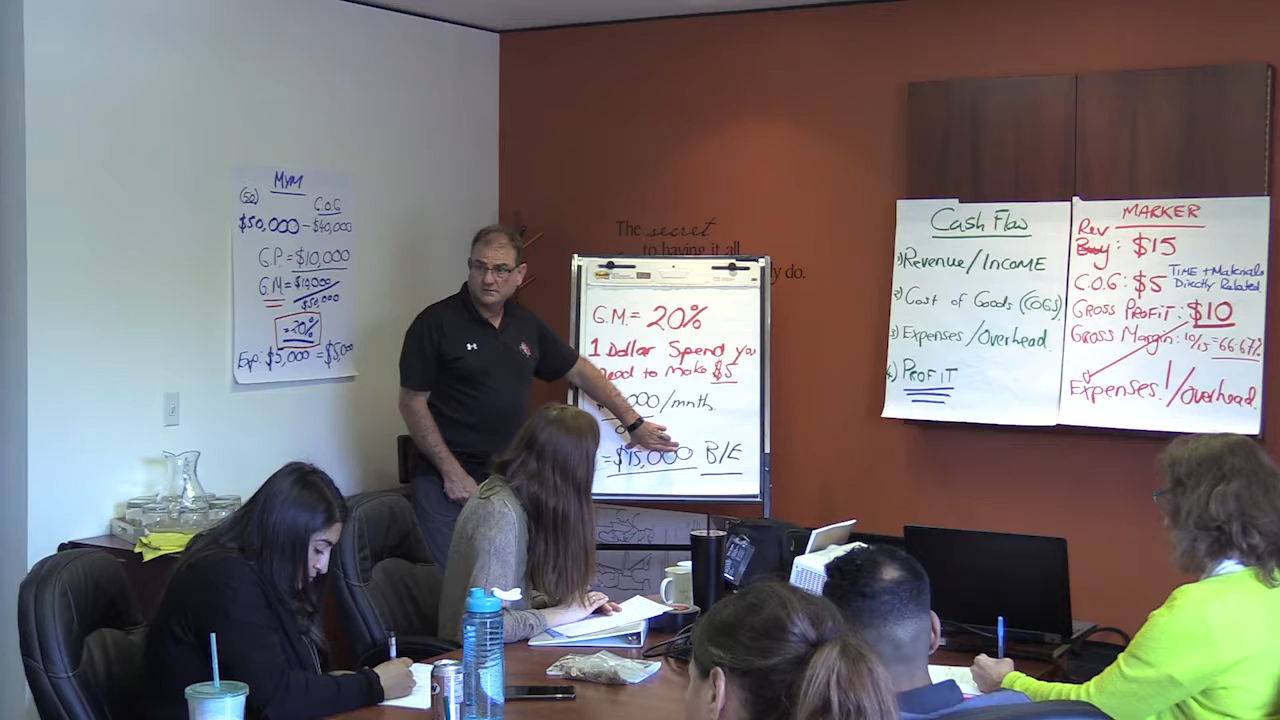 MYM
(50)
C.O.G
$50,000 - $40,000
G.P = $10,000
G.M = $10,000
$50,000
= 20%
Exp: $5,000 = $5,000
The secret
to having it all
do.
G.M. = 20%
1 Dollar Spend you
need to make $5
000/mnth.
= $15,000 B/E
Cash Flow
1) Revenue/INCOME
2) Cost of Goods (COGS)
3) Expenses/Overhead.
4) PROFIT
MARKER
Rev
Buy: $15
C.O.G: $5 TIME + Materials
Directly Related
GROSS PROFIT: $10
GROSS Margin: 10/15 = 66.67%
Expenses!/Overhead